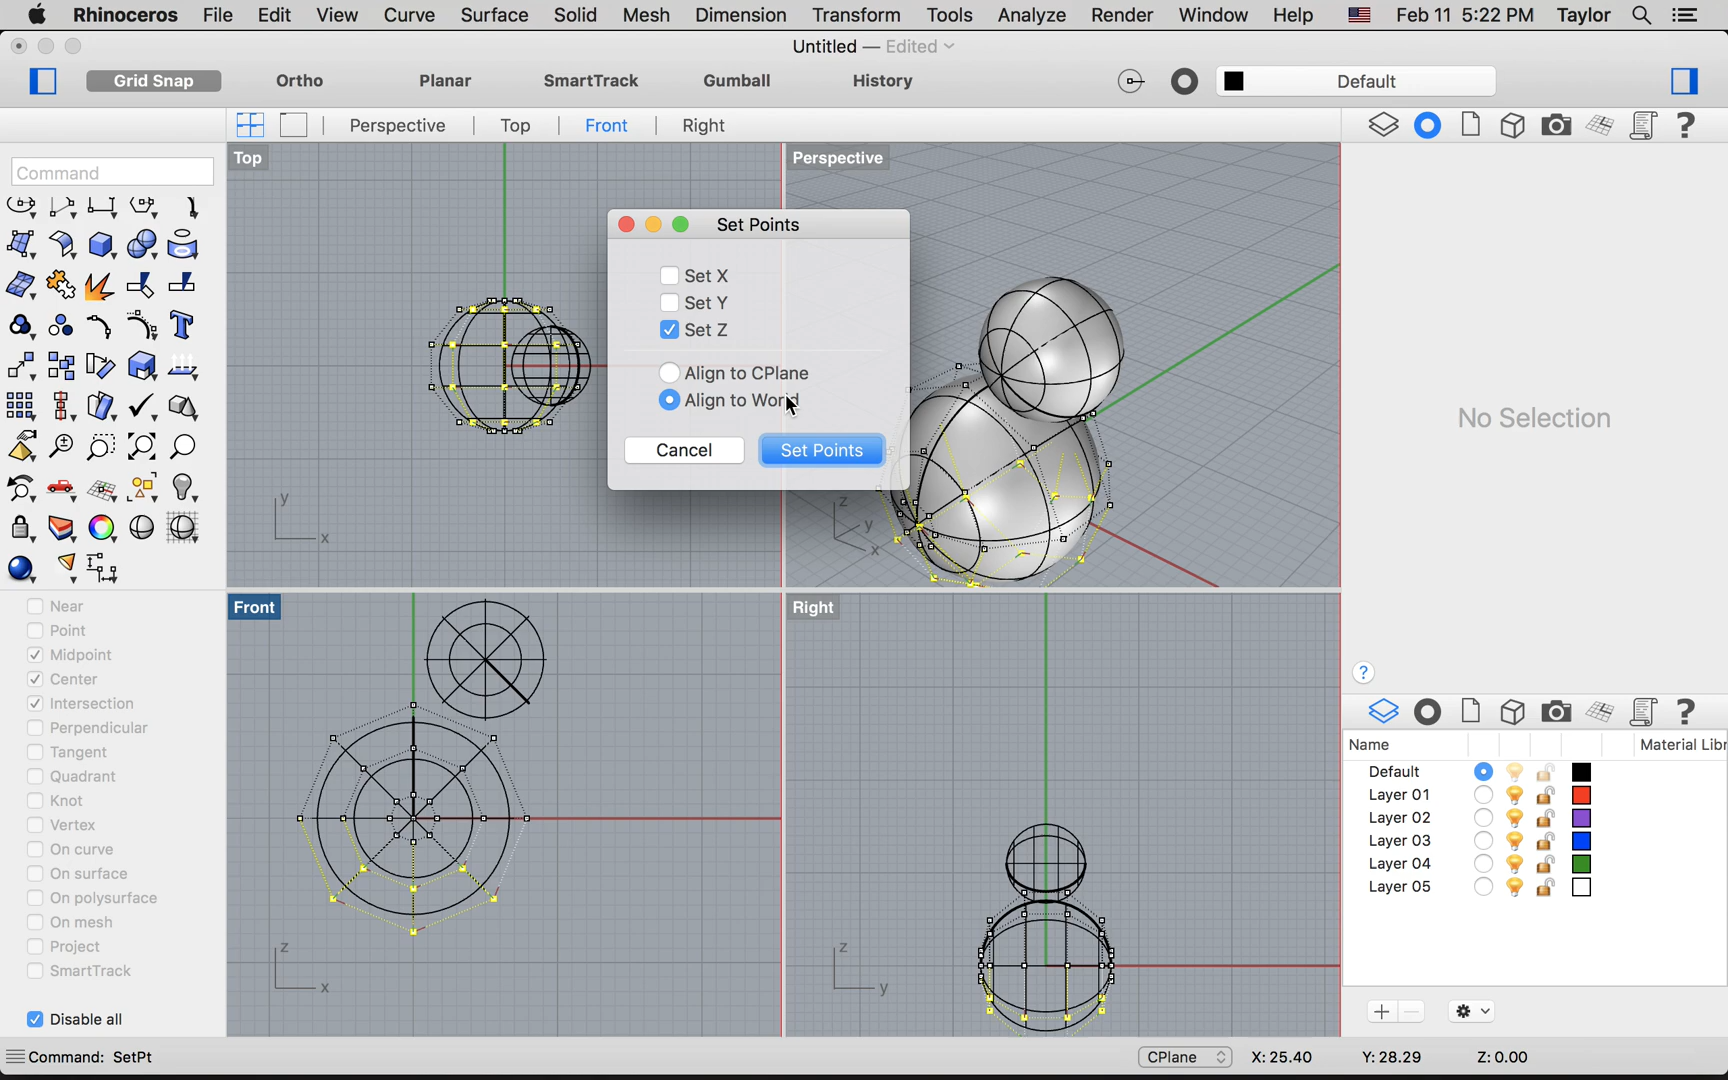 Rhinoceros File Edit View Curve Surface Solid Mesh Dimension Transform Tools Analyze Render Window Help Feb 11 5:22 PM Taylor
Untitled — Edited
Grid Snap Ortho Planar SmartTrack Gumball History Default
Perspective Top Front Right
Command
Top
y
x
Perspective
z
y
x
Set Points
Set X
Set Y
Set Z
Align to CPlane
Align to World
Cancel Set Points
No Selection
Near
Point
Midpoint
Center
Intersection
Perpendicular
Tangent
Quadrant
Knot
Vertex
On curve
On surface
On polysurface
On mesh
Project
SmartTrack
Disable all
Front
z
x
Right
z
y
?
Name Material Libr
Default
Layer 01
Layer 02
Layer 03
Layer 04
Layer 05
Command: SetPt
CPlane X: 25.40 Y: 28.29 Z: 0.00